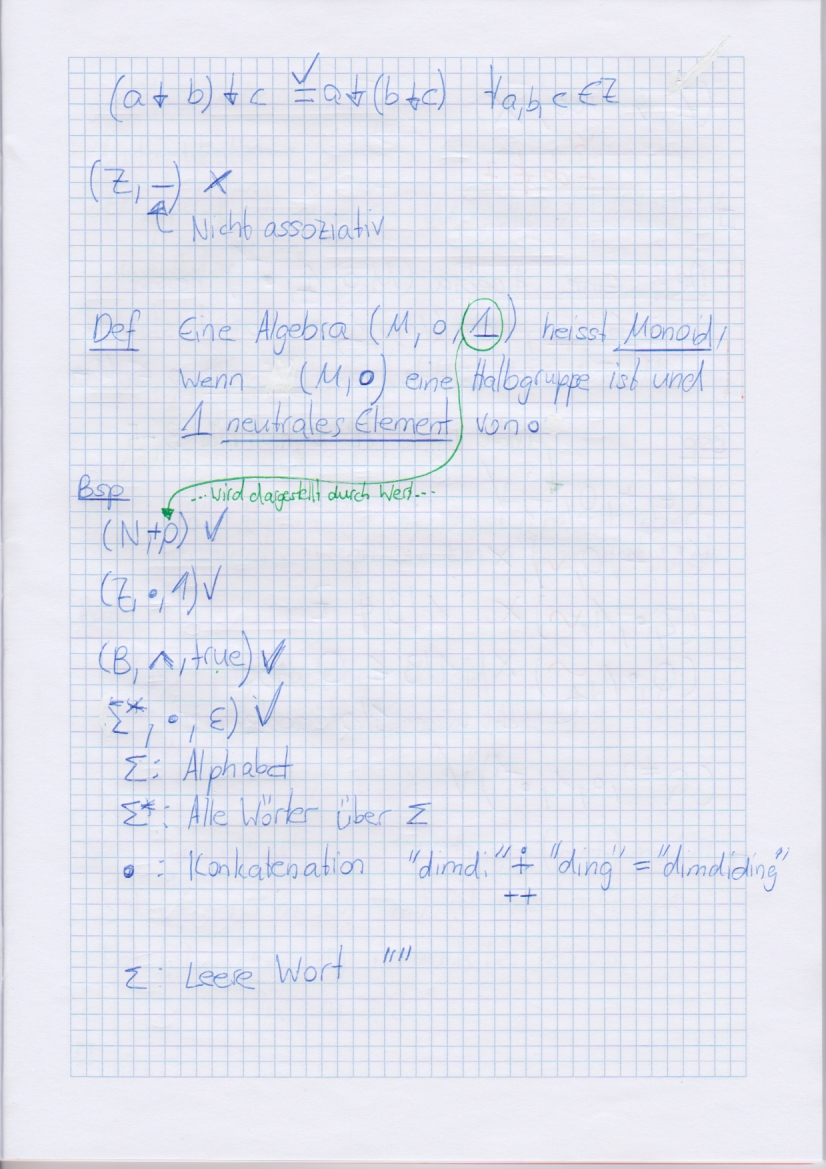 (a + b) + c =✓ a + (b + c) ∀a,b,c ∈ Z
(Z, −) ×
Nicht assoziativ
Def Eine Algebra (M, ∘, 1) heisst Monoid,
wenn (M, ∘) eine Halbgruppe ist und
1 neutrales Element von ∘
Bsp ...wird dargestellt durch Wert...
(N,+,0) ✓
(Z, •, 1) ✓
(B, ∧, true) ✓
Σ*, •, ε) ✓
Σ: Alphabet
Σ*: Alle Wörter über Σ
• : Konkatenation "dimdi" + "ding" = "dimdiding"
++
Σ: Leere Wort ""